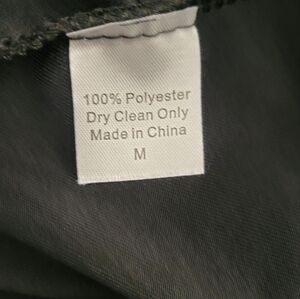 100% Polyester
Dry Clean Only
Made in China
M